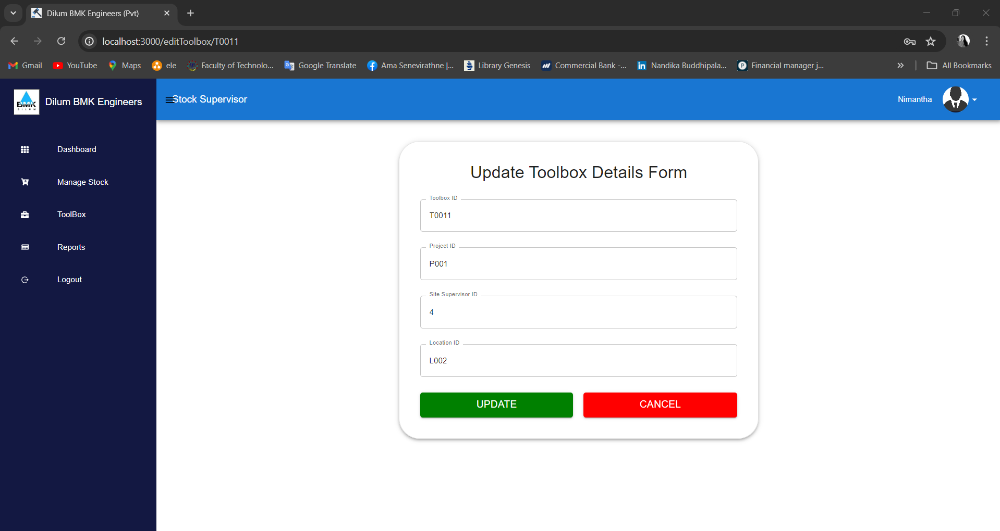 Dilum BMK Engineers (Pvt)
localhost:3000/editToolbox/T0011
Gmail YouTube Maps ele Faculty of Technolo... Google Translate Ama Senevirathne |... Library Genesis Commercial Bank -... Nandika Buddhipala... Financial manager j... All Bookmarks
BMK
DILUM
Dilum BMK Engineers
Stock Supervisor
Nimantha
Dashboard
Manage Stock
ToolBox
Reports
Logout
Update Toolbox Details Form
Toolbox ID
T0011
Project ID
P001
Site Supervisor ID
4
Location ID
L002
UPDATE
CANCEL